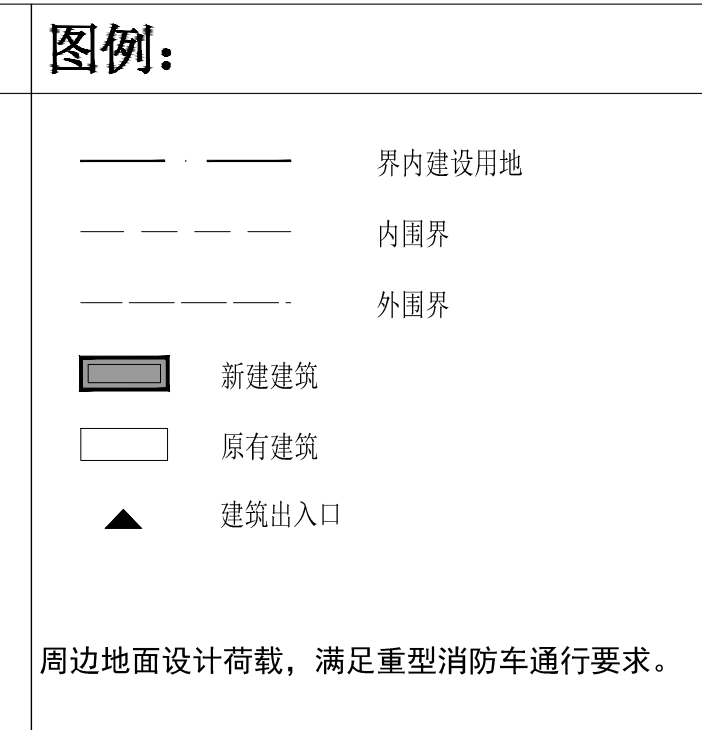 图例：
界内建设用地
内围界
外围界
新建建筑
原有建筑
建筑出入口
周边地面设计荷载，满足重型消防车通行要求。